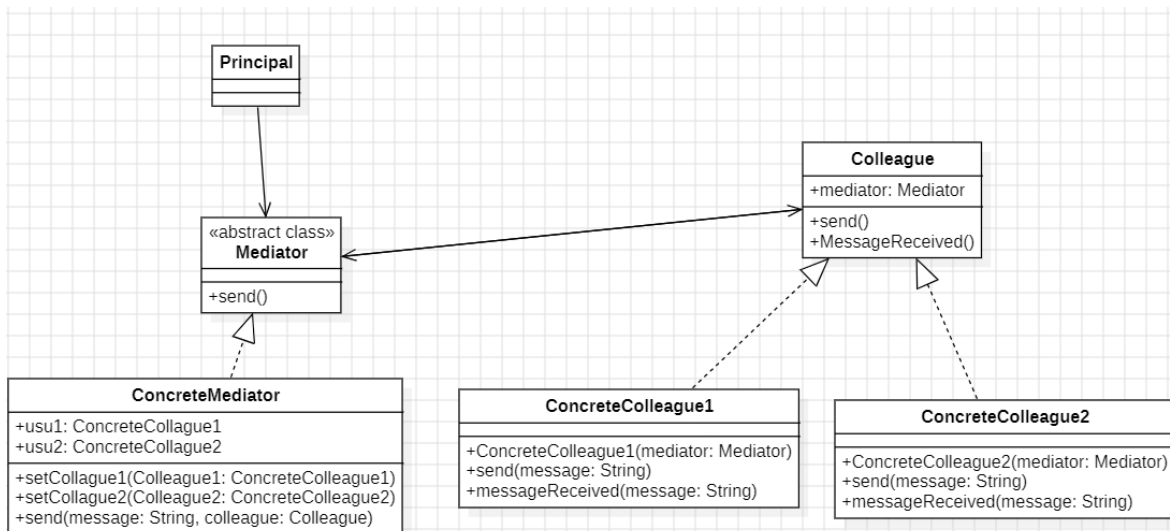 Principal
«abstract class»
Mediator
+send()
Colleague
+mediator: Mediator
+send()
+MessageReceived()
ConcreteMediator
+usu1: ConcreteCollague1
+usu2: ConcreteCollague2
+setCollague1(Colleague1: ConcreteColleague1)
+setCollague2(Colleague2: ConcreteColleague2)
+send(message: String, colleague: Colleague)
ConcreteColleague1
+ConcreteColleague1(mediator: Mediator)
+send(message: String)
+messageReceived(message: String)
ConcreteColleague2
+ConcreteColleague2(mediator: Mediator)
+send(message: String)
+messageReceived(message: String)